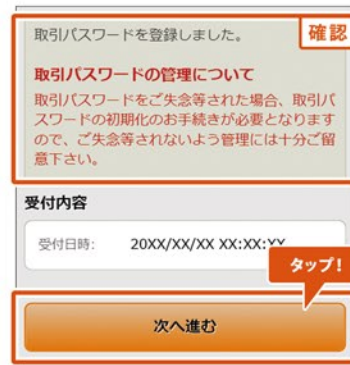 取引パスワードを登録しました。
確認
取引パスワードの管理について
取引パスワードをご失念等された場合、取引パ
スワードの初期化のお手続きが必要となります
ので、ご失念等されないよう管理には十分ご留
意下さい。
受付内容
受付日時: 20XX/XX/XX XX:XX:XX
タップ!
次へ進む